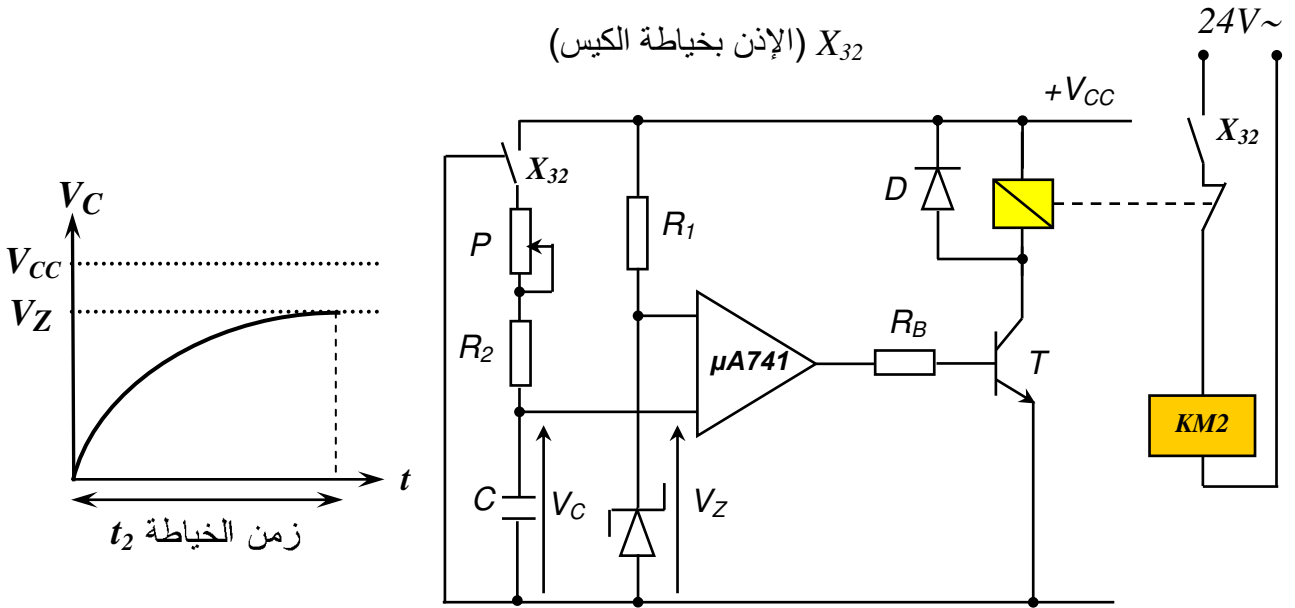 X32 (الإذن بخياطة الكيس)
24V~
+VCC
X32
X32
VC
VCC
VZ
t
زمن الخياطة t2
P
R1
R2
D
μA741
RB
T
KM2
C
VC
VZ